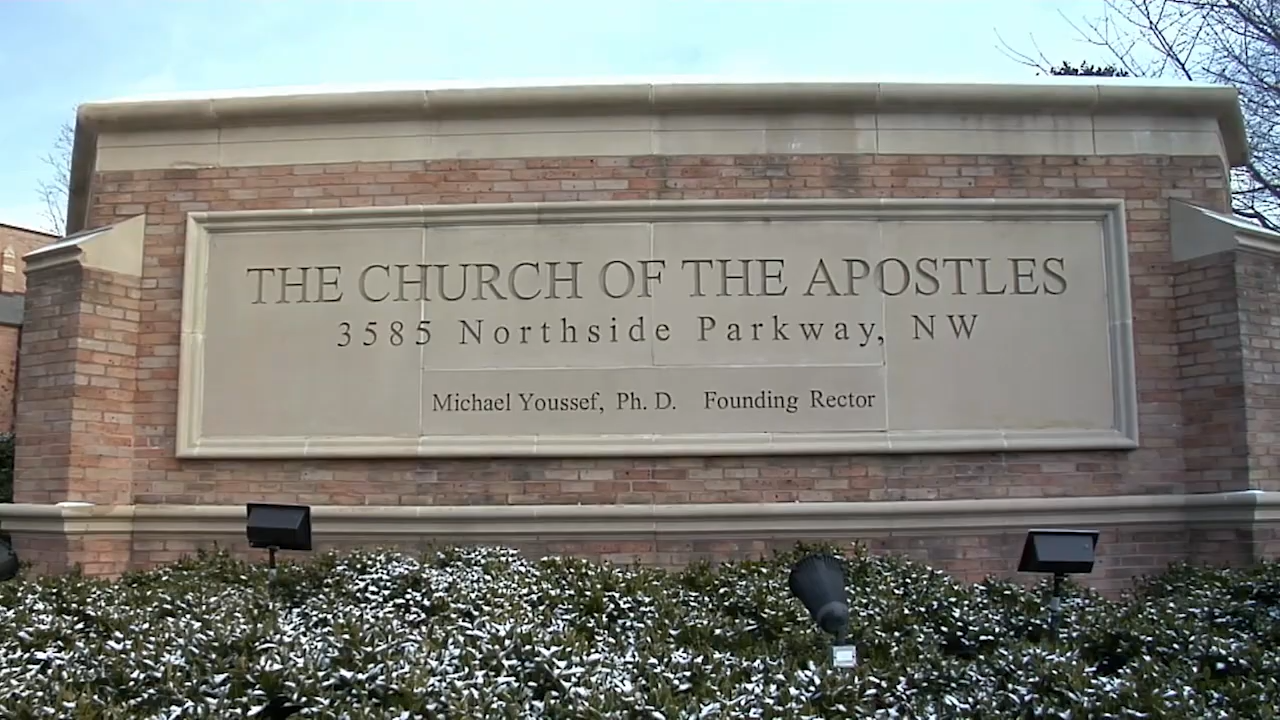 THE CHURCH OF THE APOSTLES
3585 Northside Parkway, NW
Michael Youssef, Ph. D. Founding Rector